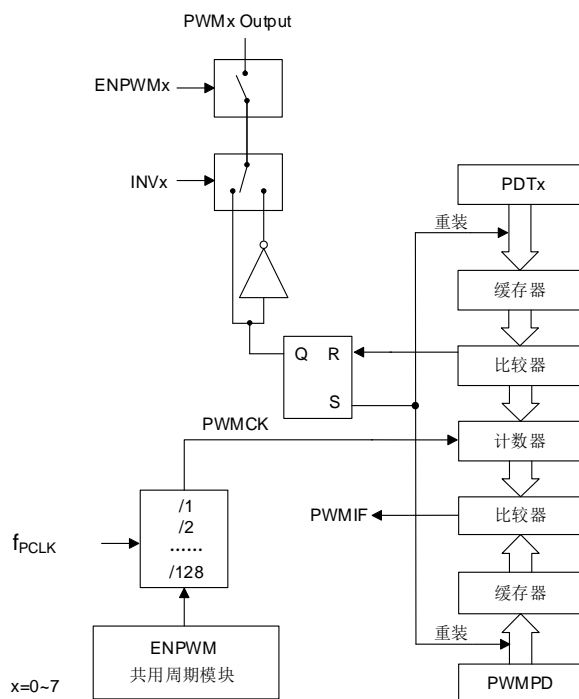 PWMx Output
ENPWMx
INVx
PDTx
重装
缓存器
Q R
S
比较器
PWMCK
计数器
/1
/2
......
/128
fPCLK
PWMIF
比较器
缓存器
重装
ENPWM
共用周期模块
PWMPD
x=0~7